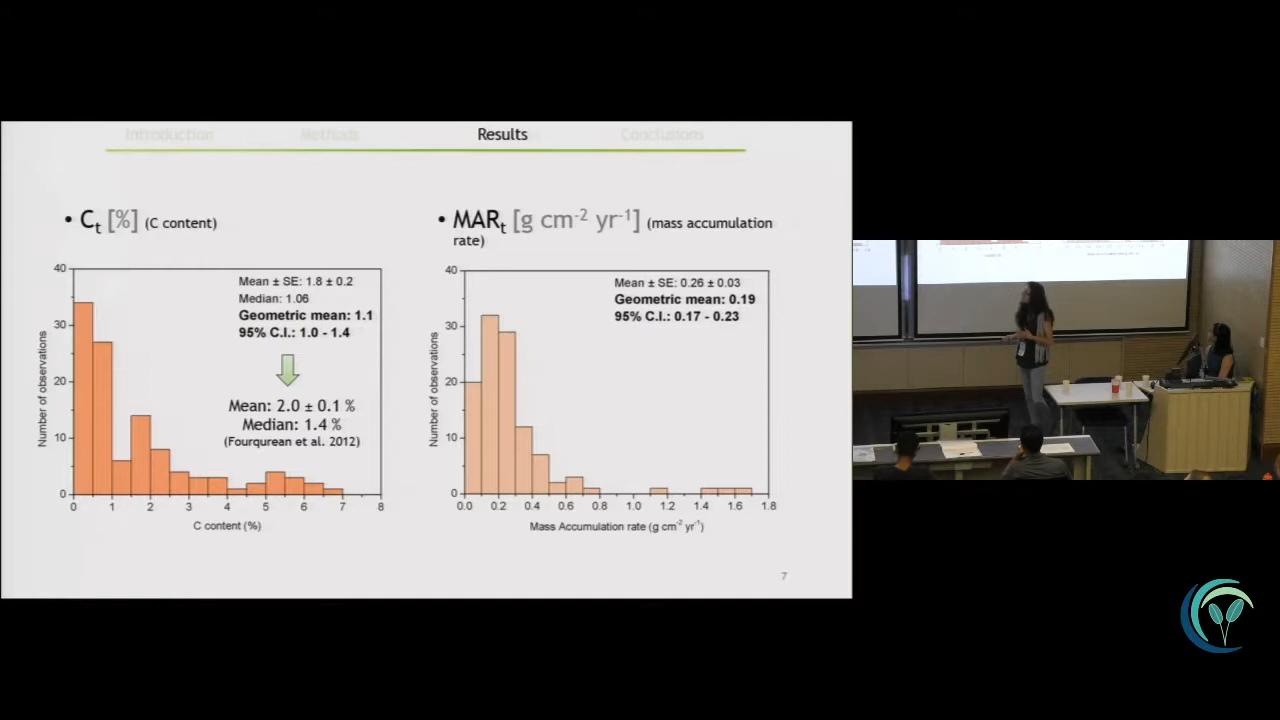 Introduction Methods Results Conclusions
• Ct [%] (C content)
40
30
20
10
0
Number of observations
Mean ± SE: 1.8 ± 0.2
Median: 1.06
Geometric mean: 1.1
95% C.I.: 1.0 - 1.4
Mean: 2.0 ± 0.1 %
Median: 1.4 %
(Fourqurean et al. 2012)
0 1 2 3 4 5 6 7 8
C content (%)
• MARt [g cm-2 yr-1] (mass accumulation
rate)
40
30
20
10
0
Number of observations
Mean ± SE: 0.26 ± 0.03
Geometric mean: 0.19
95% C.I.: 0.17 - 0.23
0.0 0.2 0.4 0.6 0.8 1.0 1.2 1.4 1.6 1.8
Mass Accumulation rate (g cm-2 yr-1)
7